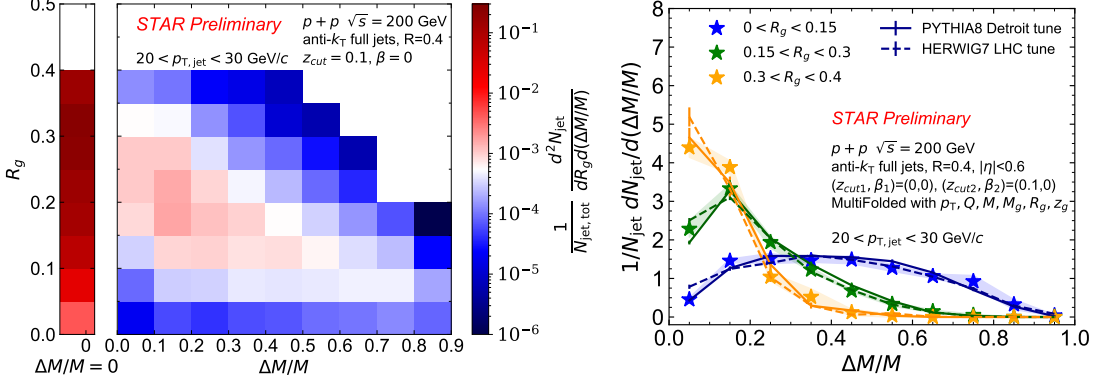 STAR Preliminary
p + p √s = 200 GeV
anti-k_T full jets, R=0.4
20 < p_T,jet < 30 GeV/c
z_cut = 0.1, β = 0
0.5
0.4
0.3
0.2
0.1
0.0
R_g
0
ΔM/M = 0
0.0 0.1 0.2 0.3 0.4 0.5 0.6 0.7 0.8 0.9
ΔM/M
10^−1
10^−2
10^−3
10^−4
10^−5
10^−6
1/N_jet,tot d^2 N_jet/dR_g d(ΔM/M)
8
7
6
5
4
3
2
1
0
1/N_jet dN_jet/d(ΔM/M)
0 < R_g < 0.15
0.15 < R_g < 0.3
0.3 < R_g < 0.4
PYTHIA8 Detroit tune
HERWIG7 LHC tune
STAR Preliminary
p + p √s = 200 GeV
anti-k_T full jets, R=0.4, |η|<0.6
(z_cut1, β_1)=(0,0), (z_cut2, β_2)=(0.1,0)
MultiFolded with p_T, Q, M, M_g, R_g, z_g
20 < p_T,jet < 30 GeV/c
0.0 0.2 0.4 0.6 0.8 1.0
ΔM/M